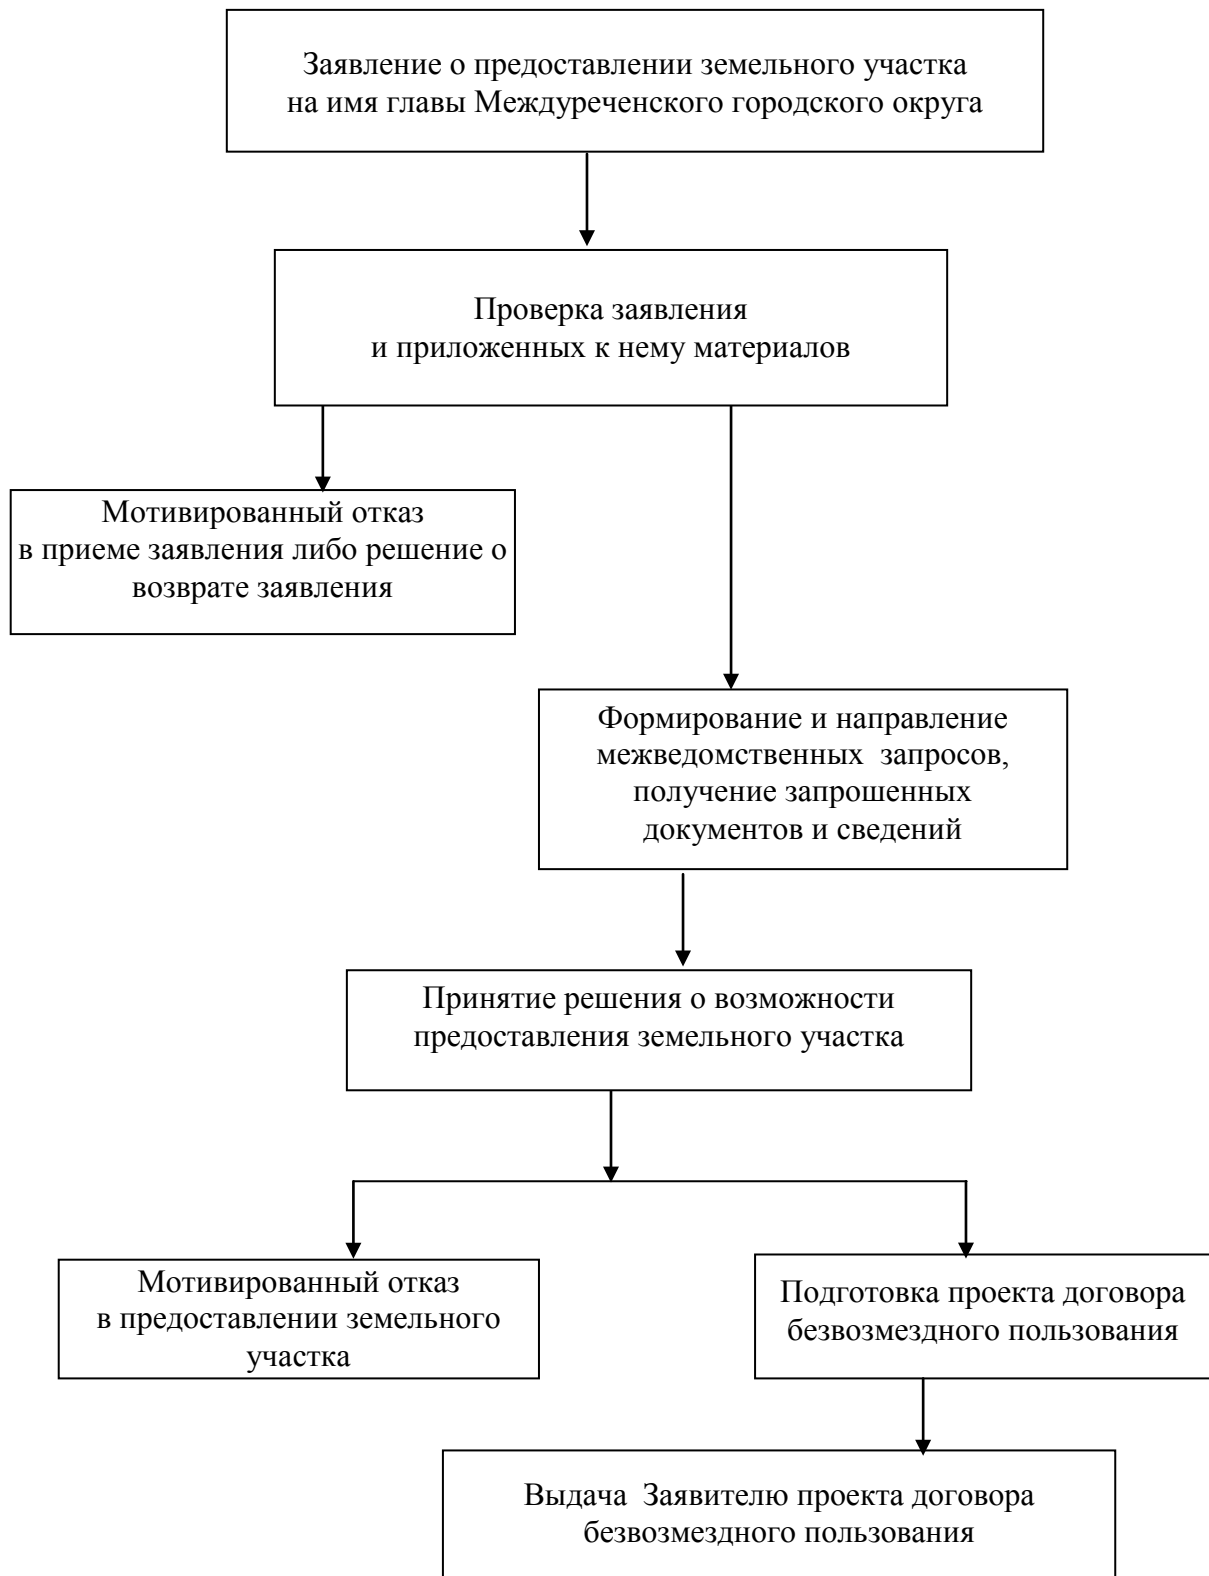 Заявление о предоставлении земельного участка
на имя главы Междуреченского городского округа
Проверка заявления
и приложенных к нему материалов
Мотивированный отказ
в приеме заявления либо решение о
возврате заявления
Формирование и направление
межведомственных запросов,
получение запрошенных
документов и сведений
Принятие решения о возможности
предоставления земельного участка
Мотивированный отказ
в предоставлении земельного
участка
Подготовка проекта договора
безвозмездного пользования
Выдача Заявителю проекта договора
безвозмездного пользования